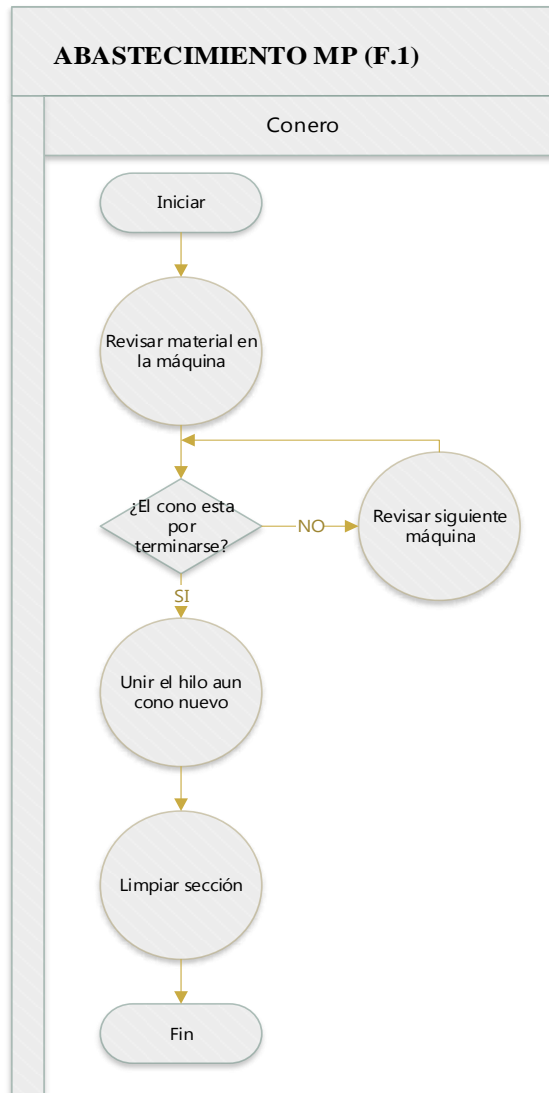 ABASTECIMIENTO MP (F.1)
Conero
Iniciar
Revisar material en
la máquina
¿El cono esta
por
terminarse?
NO
Revisar siguiente
máquina
SI
Unir el hilo aun
cono nuevo
Limpiar sección
Fin